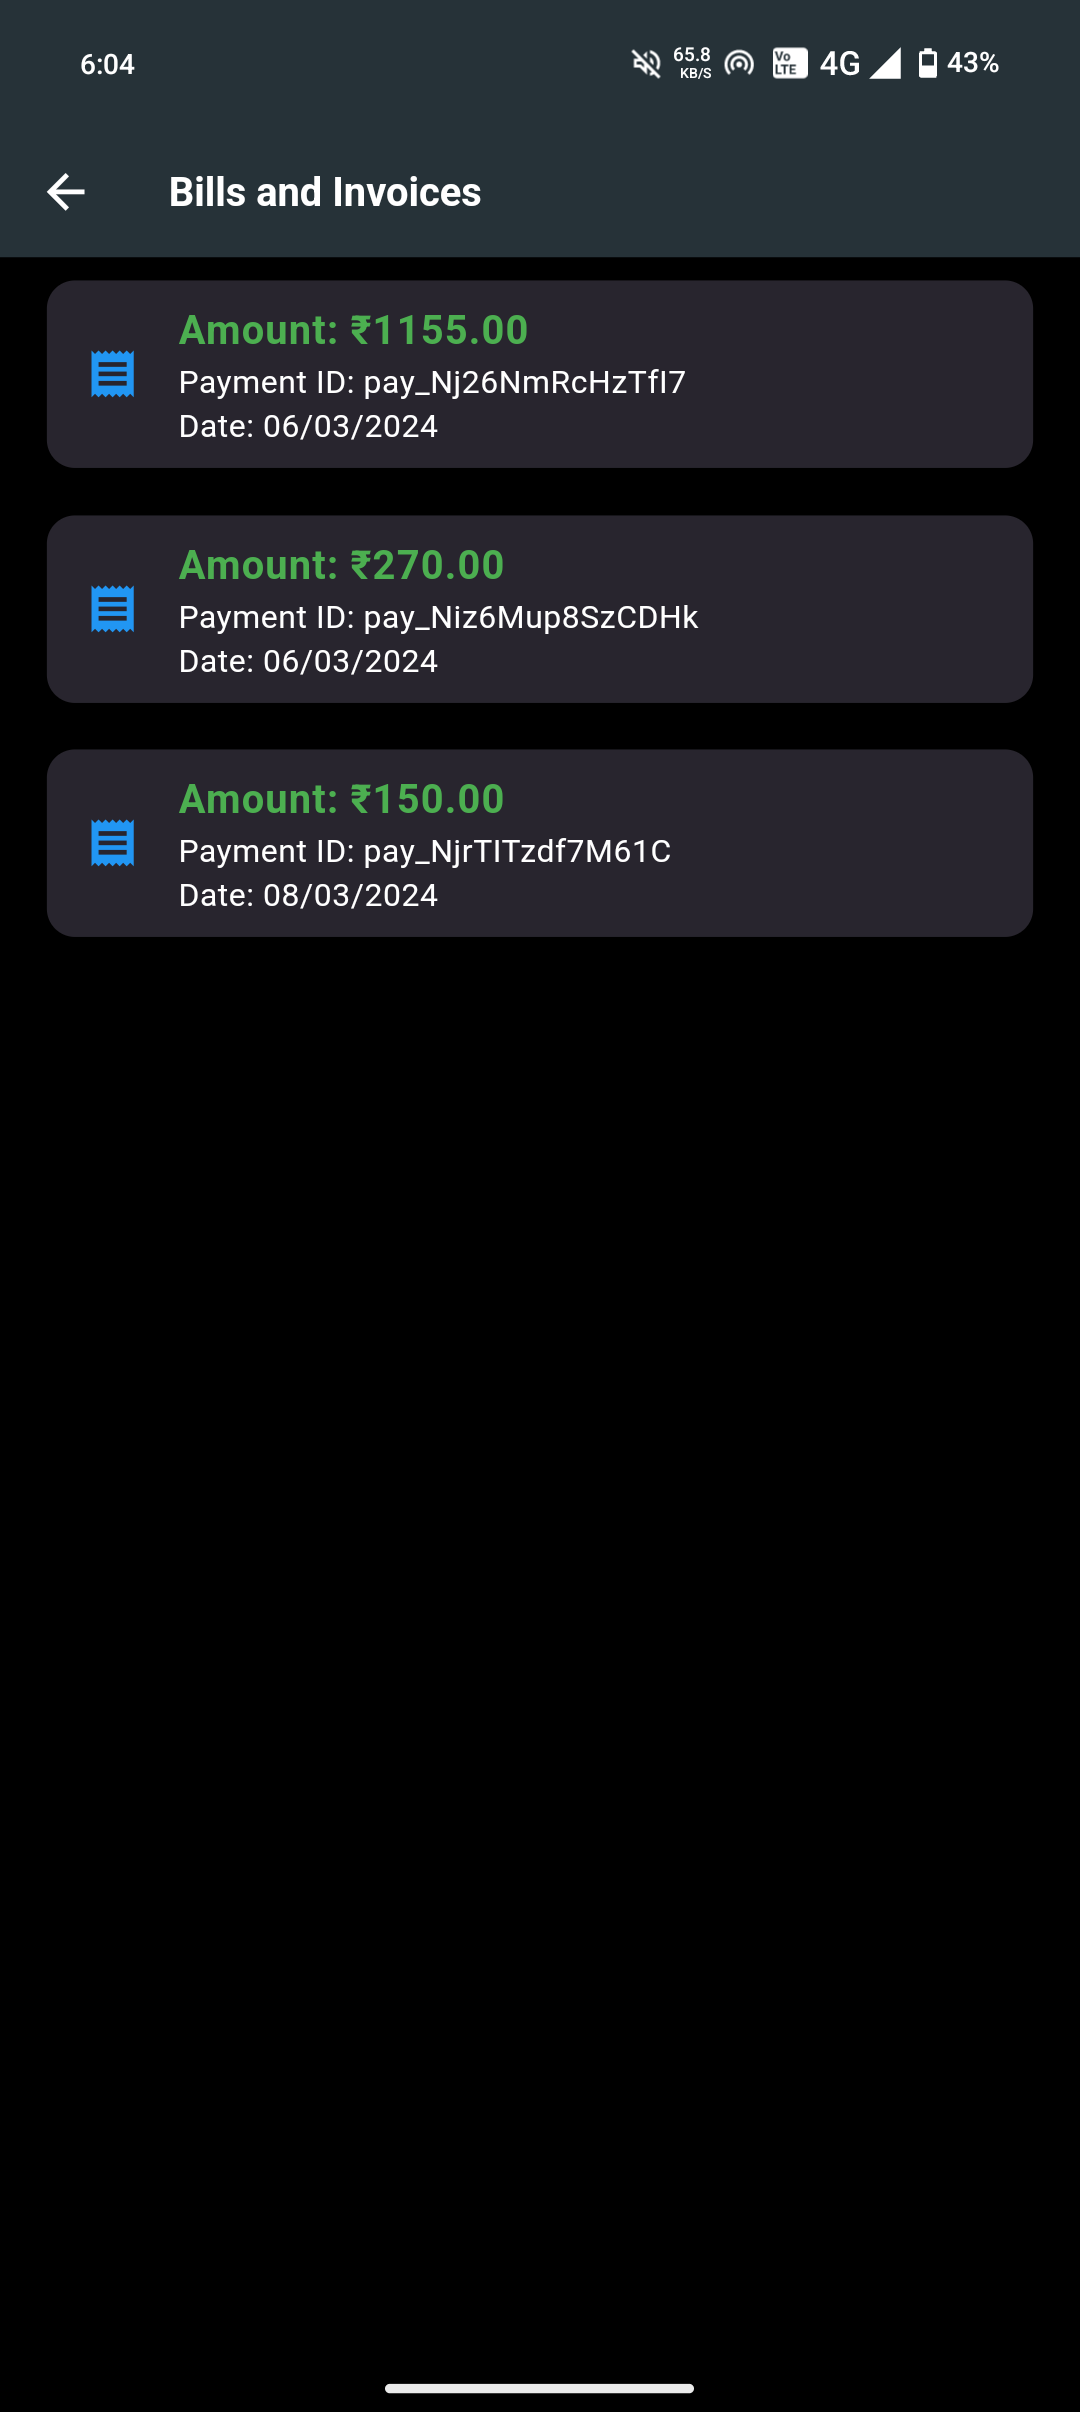 6:04
65.8
KB/S
Vo
LTE
4G
43%
Bills and Invoices
Amount: ₹1155.00
Payment ID: pay_Nj26NmRcHzTfI7
Date: 06/03/2024
Amount: ₹270.00
Payment ID: pay_Niz6Mup8SzCDHk
Date: 06/03/2024
Amount: ₹150.00
Payment ID: pay_NjrTITzdf7M61C
Date: 08/03/2024